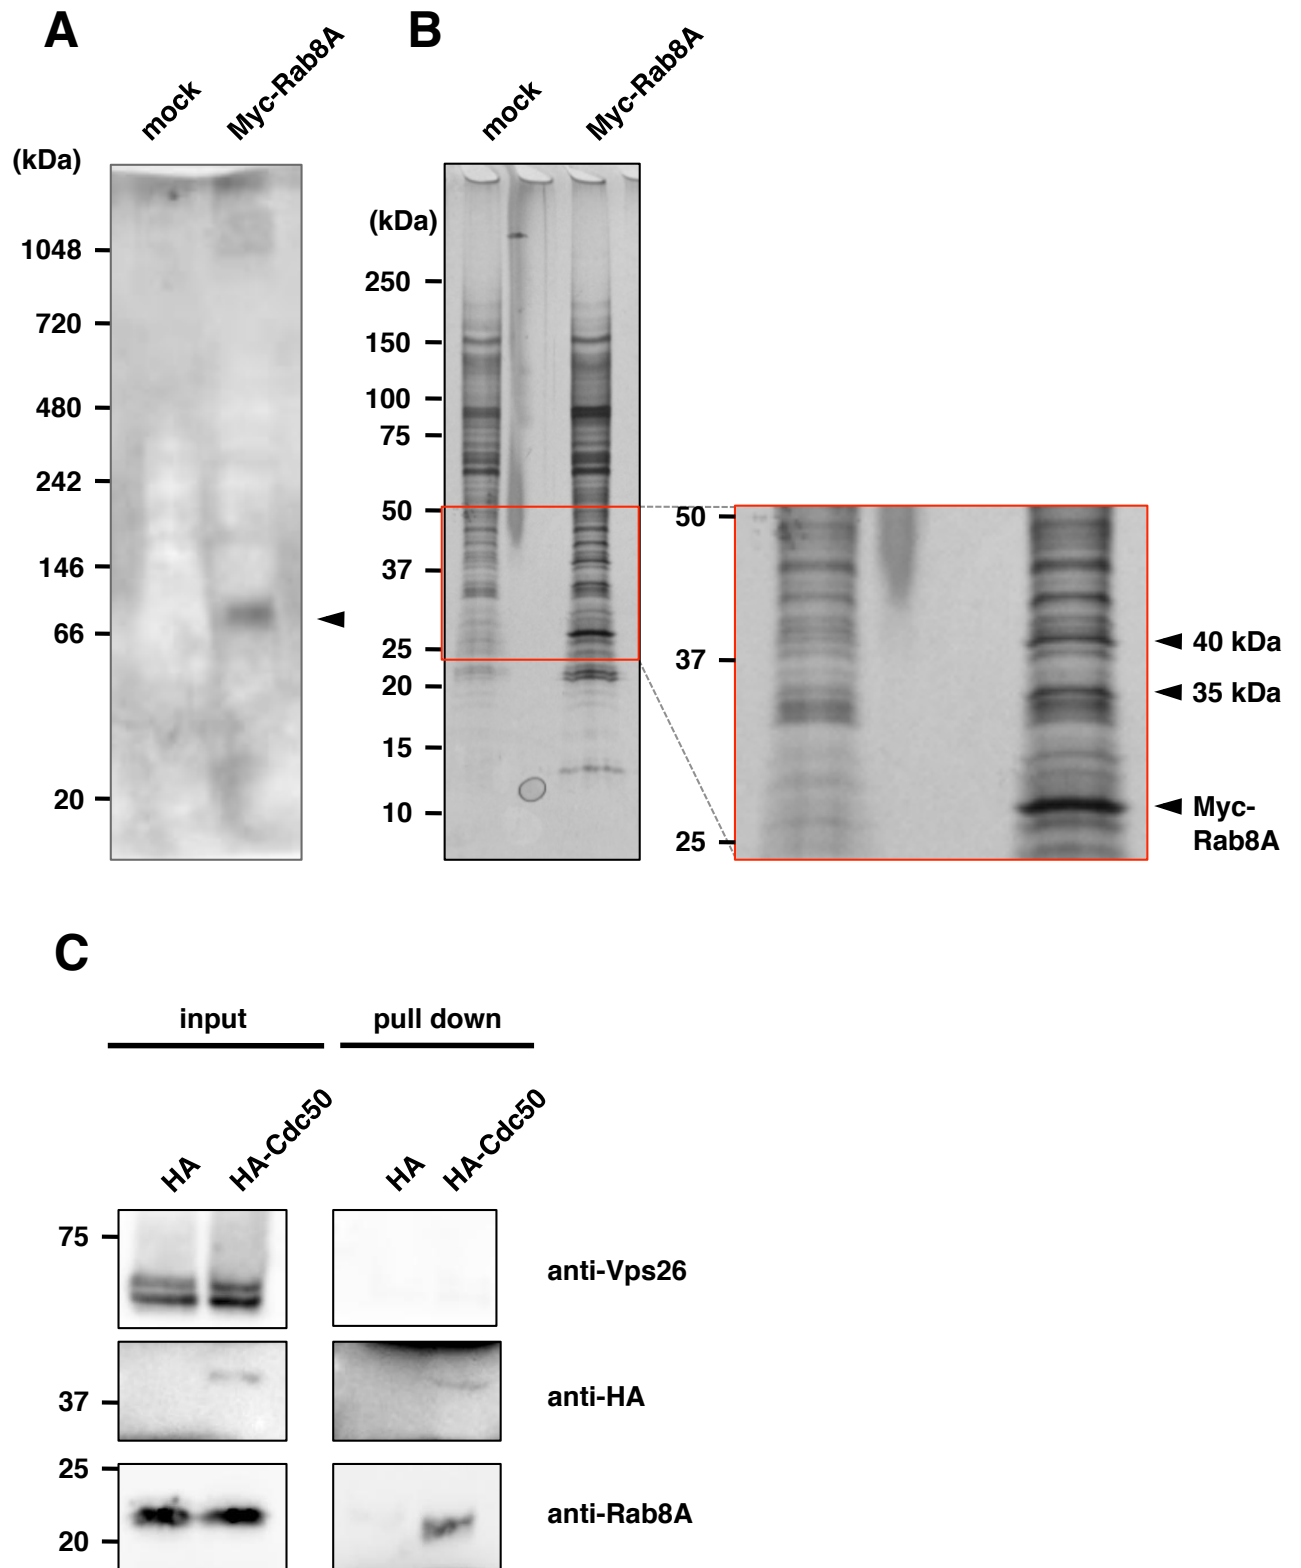 A
B
mock
Myc-Rab8A
mock
Myc-Rab8A
(kDa)
1048
720
480
242
146
66
20
(kDa)
250
150
100
75
50
37
25
20
15
10
50
37
25
40 kDa
35 kDa
Myc-
Rab8A
C
input
pull down
HA
HA-Cdc50
HA
HA-Cdc50
75
anti-Vps26
37
anti-HA
25
20
anti-Rab8A